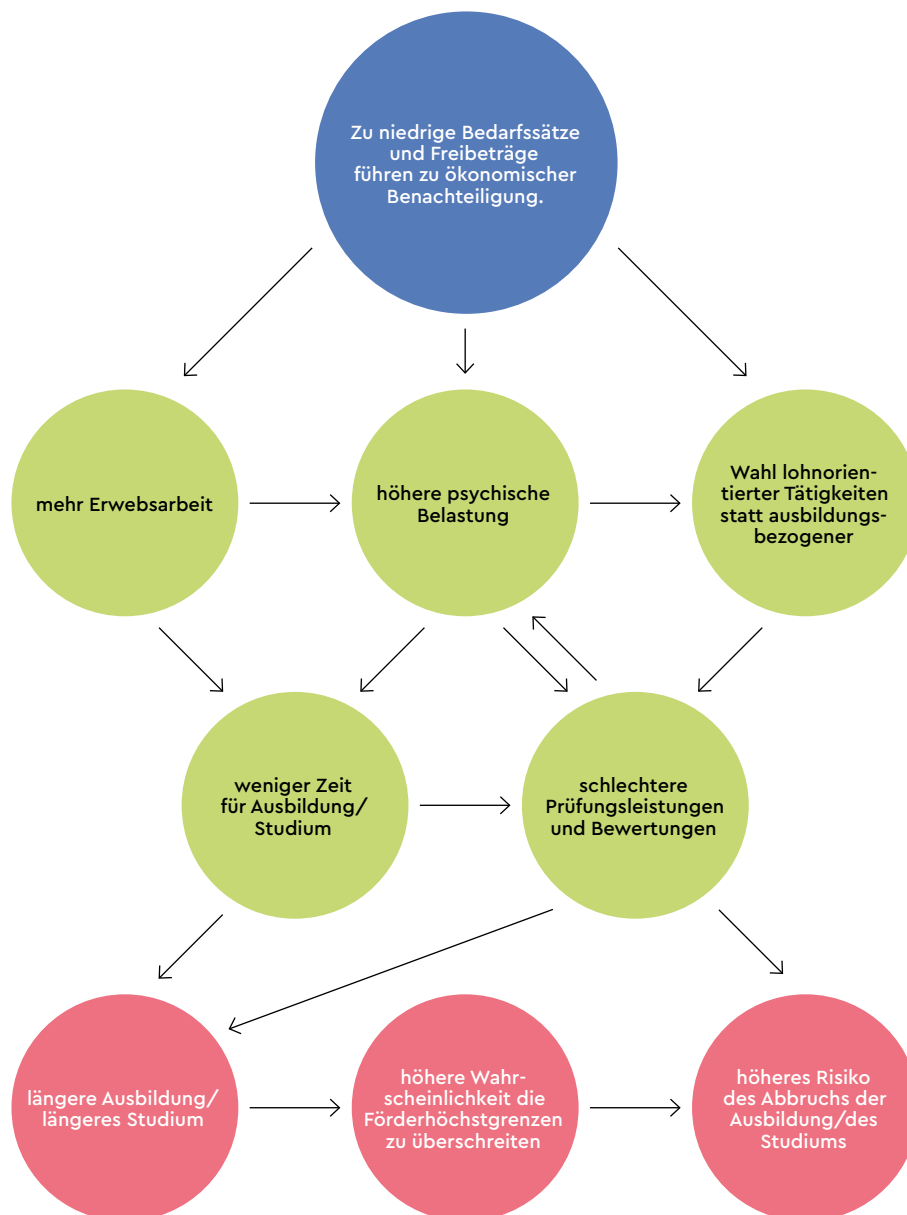 Zu niedrige Bedarfssätze
und Freibeträge
führen zu ökonomischer
Benachteiligung.
mehr Erwebsarbeit
höhere psychische
Belastung
Wahl lohnorien-
tierter Tätigkeiten
statt ausbildungs-
bezogener
weniger Zeit
für Ausbildung/
Studium
schlechtere
Prüfungsleistungen
und Bewertungen
längere Ausbildung/
längeres Studium
höhere Wahr-
scheinlichkeit die
Förderhöchstgrenzen
zu überschreiten
höheres Risiko
des Abbruchs der
Ausbildung/des
Studiums